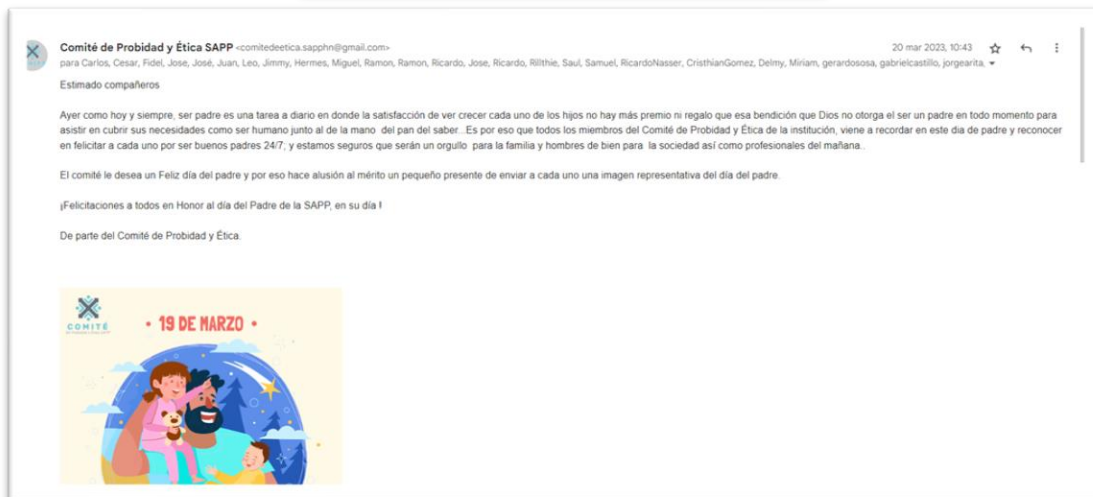 Comité de Probidad y Ética SAPP <comitedeetica.sapphn@gmail.com>
20 mar 2023, 10:43
para Carlos, Cesar, Fidel, Jose, José, Juan, Leo, Jimmy, Hermes, Miguel, Ramon, Ramon, Ricardo, Jose, Ricardo, Rillthie, Saul, Samuel, RicardoNasser, CristhianGomez, Delmy, Miriam, gerardososa, gabrielcastillo, jorgearita,
Estimado compañeros
Ayer como hoy y siempre, ser padre es una tarea a diario en donde la satisfacción de ver crecer cada uno de los hijos no hay más premio ni regalo que esa bendición que Dios no otorga el ser un padre en todo momento para
asistir en cubrir sus necesidades como ser humano junto al de la mano del pan del saber...Es por eso que todos los miembros del Comité de Probidad y Ética de la institución, viene a recordar en este dia de padre y reconocer
en felicitar a cada uno por ser buenos padres 24/7; y estamos seguros que serán un orgullo para la familia y hombres de bien para la sociedad así como profesionales del mañana..
El comité le desea un Feliz día del padre y por eso hace alusión al mérito un pequeño presente de enviar a cada uno una imagen representativa del día del padre.
¡Felicitaciones a todos en Honor al día del Padre de la SAPP, en su día !
De parte del Comité de Probidad y Ética.
COMITÉ
• 19 DE MARZO •